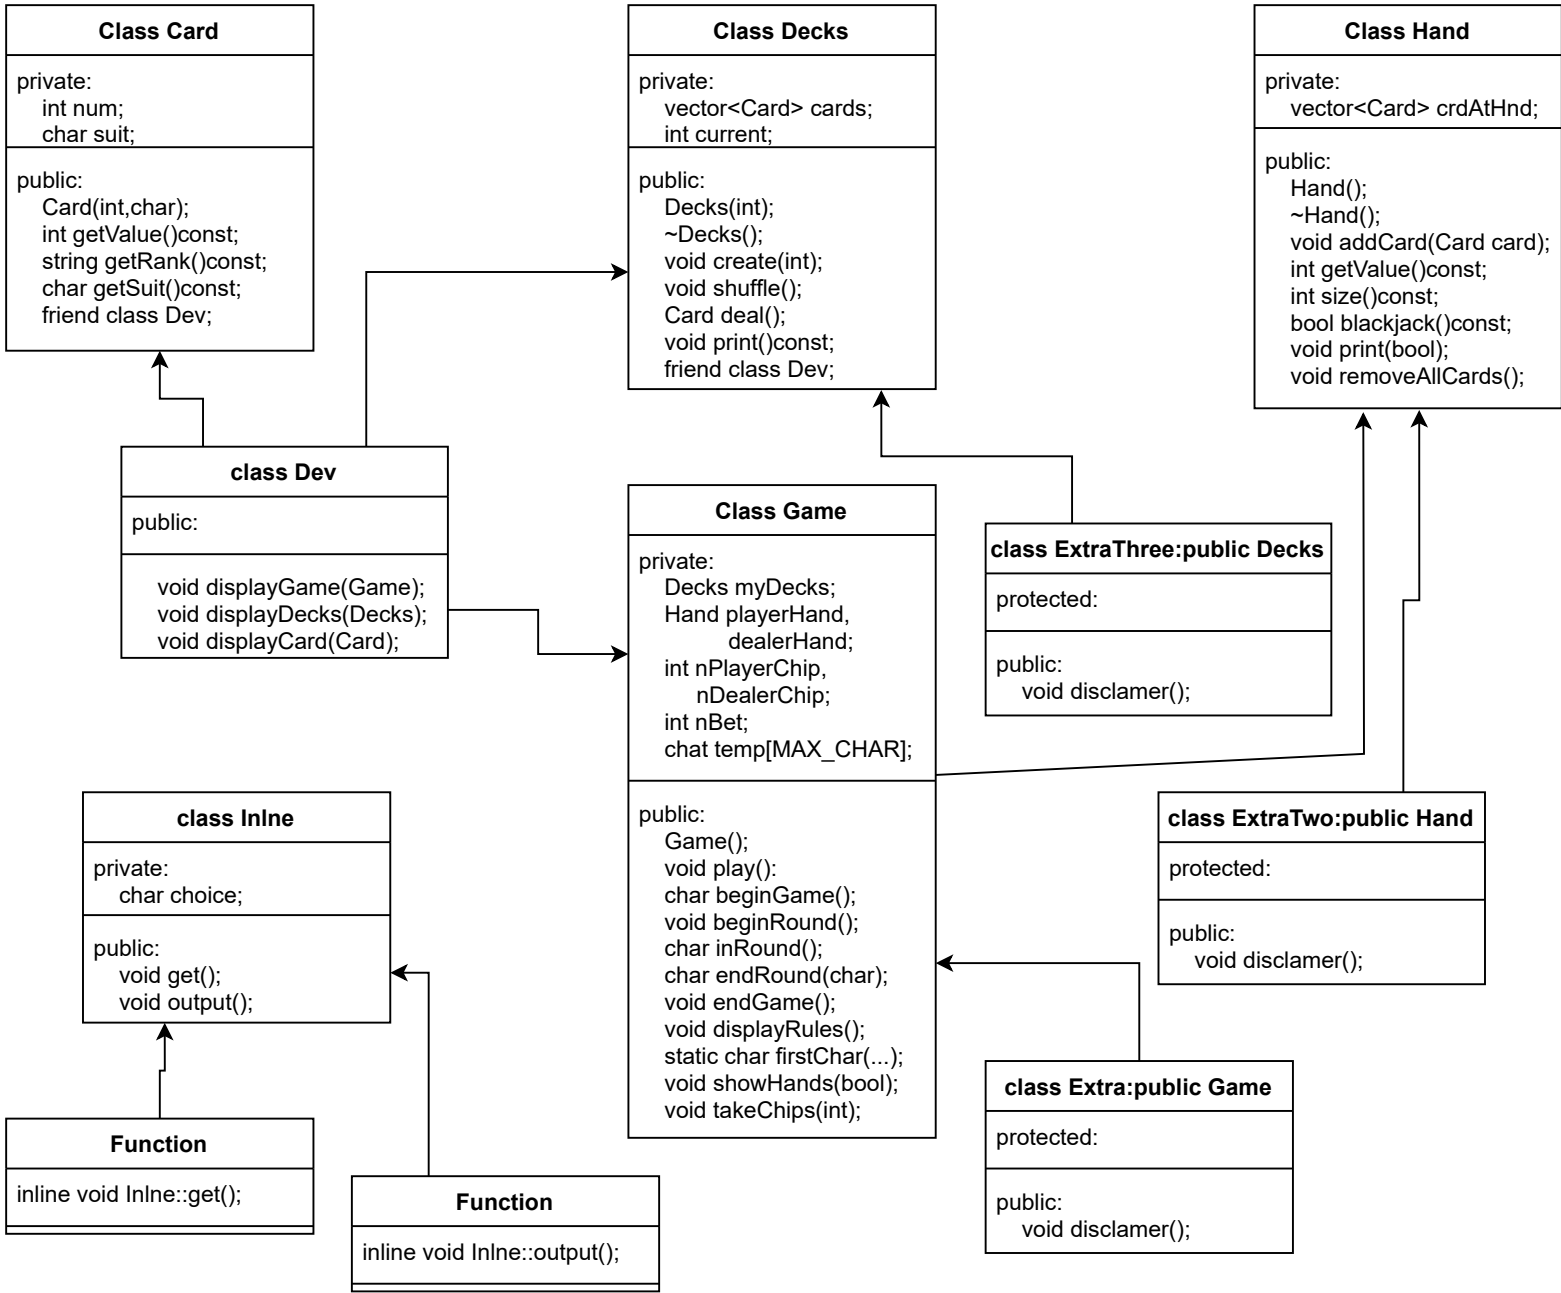 Class Card
private:
int num;
char suit;
public:
Card(int,char);
int getValue()const;
string getRank()const;
char getSuit()const;
friend class Dev;
Class Decks
private:
vector<Card> cards;
int current;
public:
Decks(int);
~Decks();
void create(int);
void shuffle();
Card deal();
void print()const;
friend class Dev;
Class Hand
private:
vector<Card> crdAtHnd;
public:
Hand();
~Hand();
void addCard(Card card);
int getValue()const;
int size()const;
bool blackjack()const;
void print(bool);
void removeAllCards();
class Dev
public:
void displayGame(Game);
void displayDecks(Decks);
void displayCard(Card);
Class Game
private:
Decks myDecks;
Hand playerHand,
dealerHand;
int nPlayerChip,
nDealerChip;
int nBet;
chat temp[MAX_CHAR];
public:
Game();
void play():
char beginGame();
void beginRound();
char inRound();
char endRound(char);
void endGame();
void displayRules();
static char firstChar(...);
void showHands(bool);
void takeChips(int);
class ExtraThree:public Decks
protected:
public:
void disclamer();
class ExtraTwo:public Hand
protected:
public:
void disclamer();
class Inlne
private:
char choice;
public:
void get();
void output();
class Extra:public Game
protected:
public:
void disclamer();
Function
inline void Inlne::get();
Function
inline void Inlne::output();